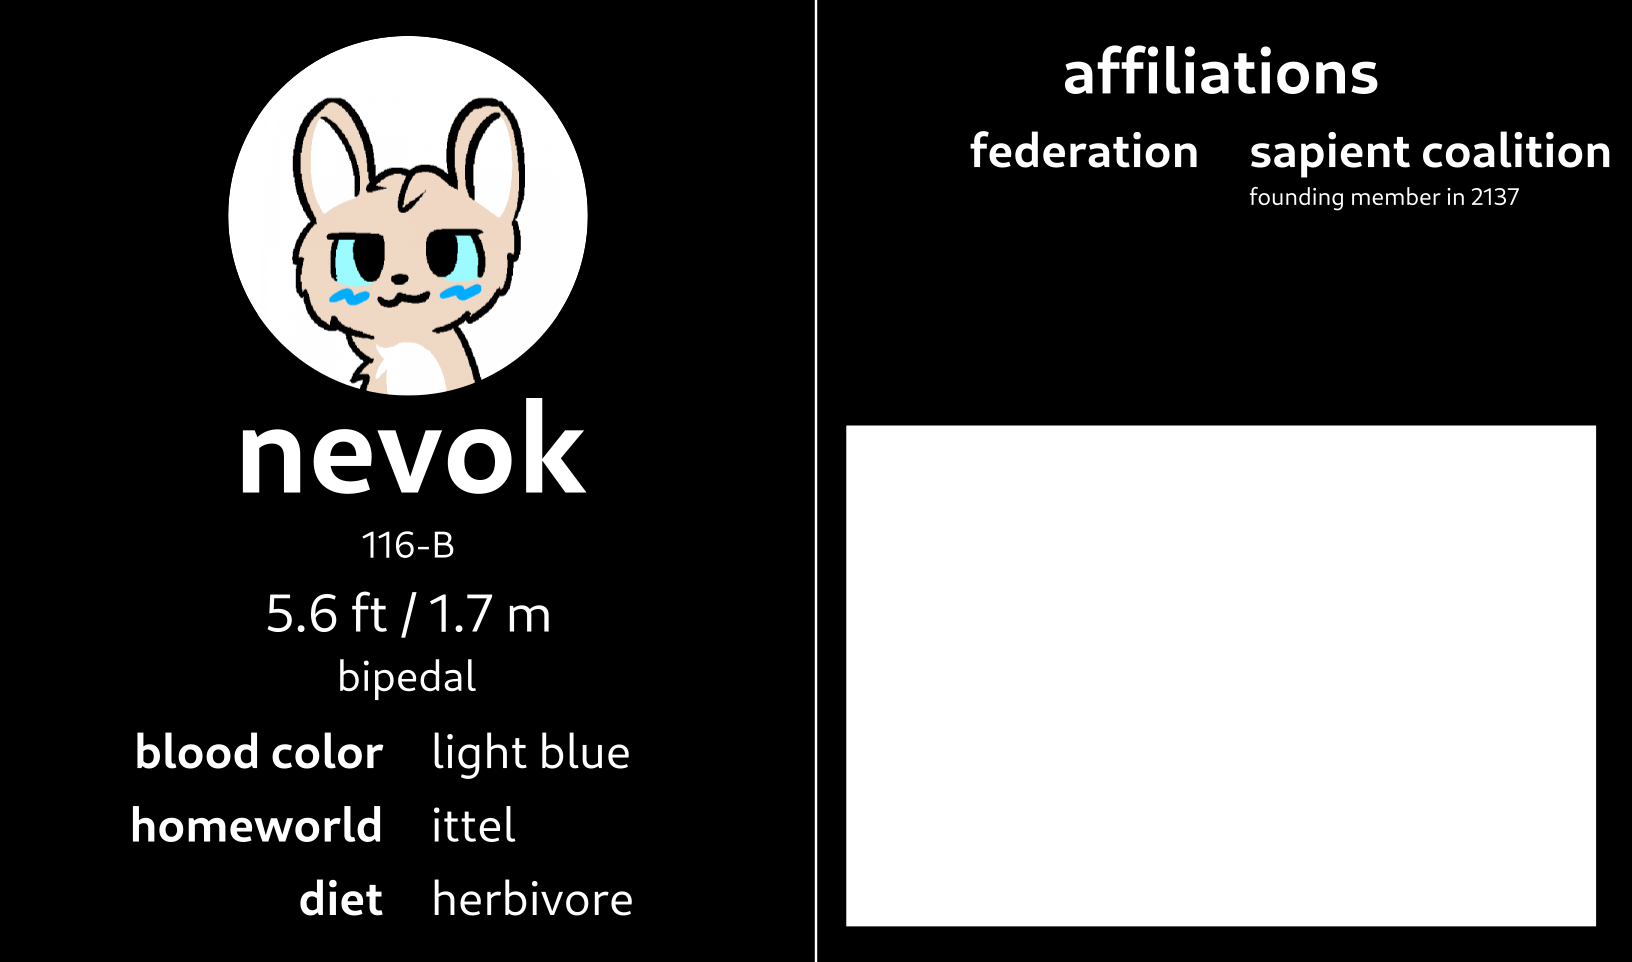 nevok
116-B
5.6 ft / 1.7 m
bipedal
blood color light blue
homeworld ittel
diet herbivore
affiliations
federation sapient coalition
founding member in 2137